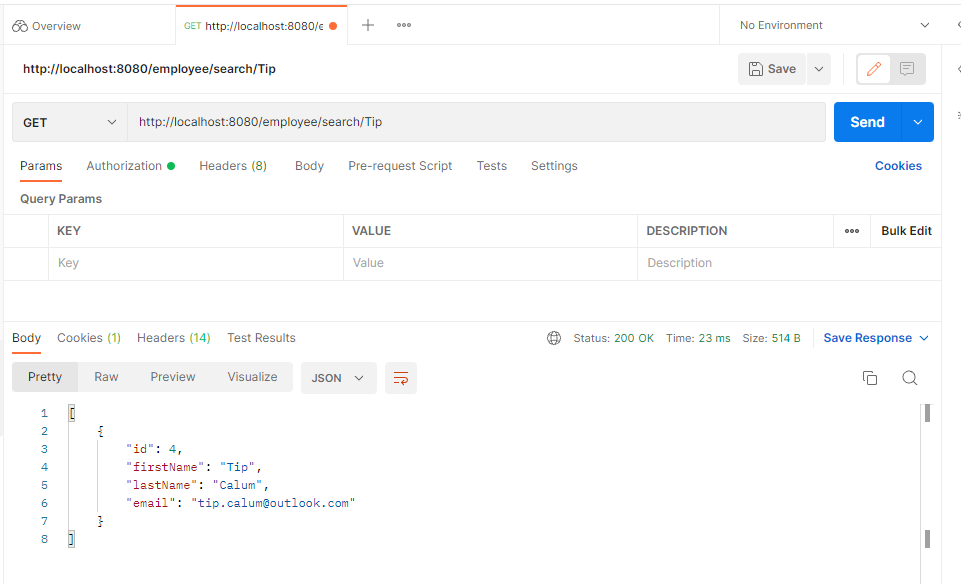 Overview
GET http://localhost:8080/e
No Environment
http://localhost:8080/employee/search/Tip
Save
GET
http://localhost:8080/employee/search/Tip
Send
Params Authorization Headers (8) Body Pre-request Script Tests Settings Cookies
Query Params
KEY VALUE DESCRIPTION Bulk Edit
Key Value Description
Body Cookies (1) Headers (14) Test Results Status: 200 OK Time: 23 ms Size: 514 B Save Response
Pretty Raw Preview Visualize JSON
1 [
2 {
3 "id": 4,
4 "firstName": "Tip",
5 "lastName": "Calum",
6 "email": "tip.calum@outlook.com"
7 }
8 ]